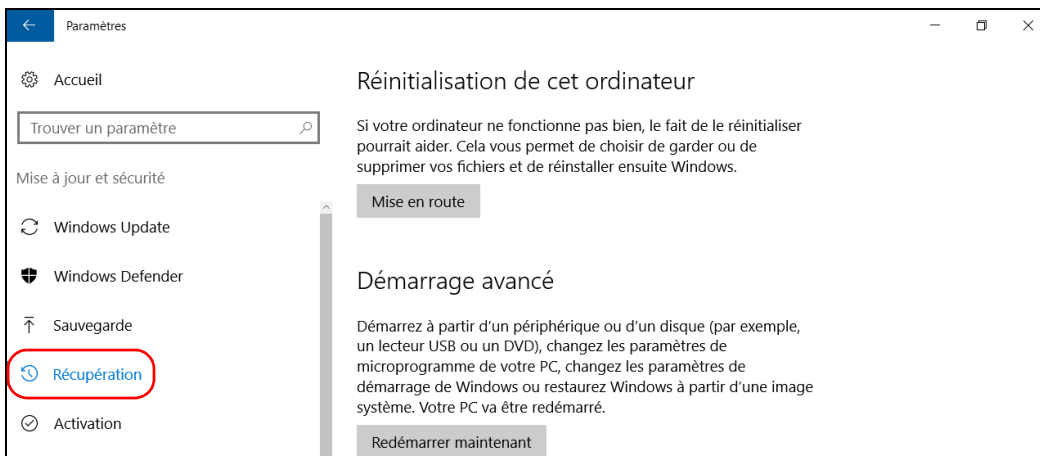 Paramètres
Accueil
Trouver un paramètre
Mise à jour et sécurité
Windows Update
Windows Defender
Sauvegarde
Récupération
Activation
Réinitialisation de cet ordinateur
Si votre ordinateur ne fonctionne pas bien, le fait de le réinitialiser
pourrait aider. Cela vous permet de choisir de garder ou de
supprimer vos fichiers et de réinstaller ensuite Windows.
Mise en route
Démarrage avancé
Démarrez à partir d’un périphérique ou d’un disque (par exemple,
un lecteur USB ou un DVD), changez les paramètres de
microprogramme de votre PC, changez les paramètres de
démarrage de Windows ou restaurez Windows à partir d’une image
système. Votre PC va être redémarré.
Redémarrer maintenant